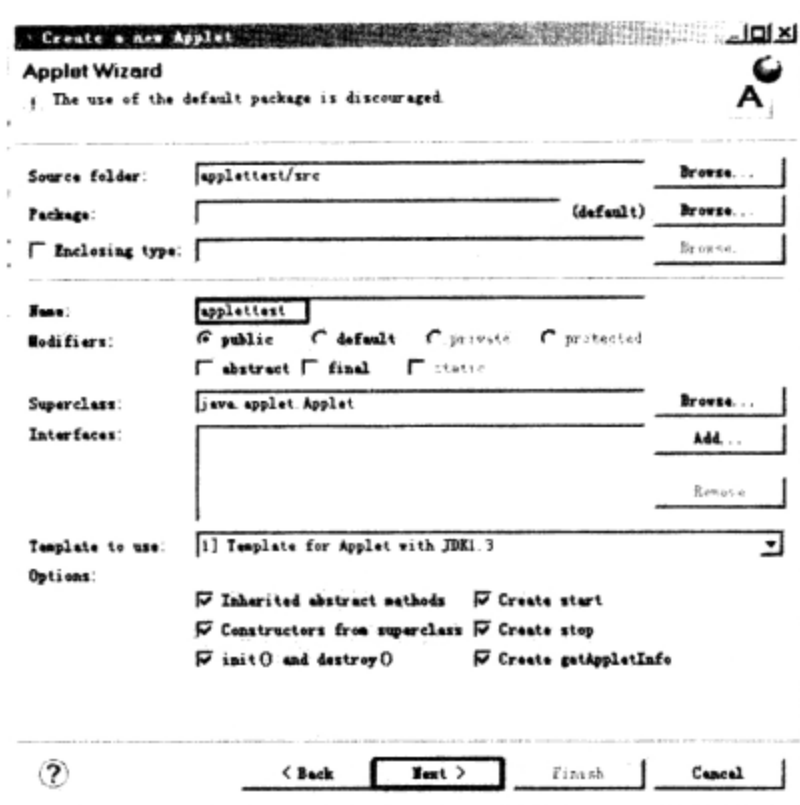 Create a new Applet
Applet Wizard
The use of the default package is discouraged.
A
Source folder: applettest/src Browse...
Package: (default) Browse...
Enclosing type: Browse...
Name: applettest
Modifiers: public default private protected
abstract final static
Superclass: java.applet.Applet Browse...
Interfaces: Add...
Remove
Template to use: 1] Template for Applet with JDK1.3
Options:
Inherited abstract methods Create start
Constructors from superclass Create stop
init() and destroy() Create getAppletInfo
? < Back Next > Finish Cancel